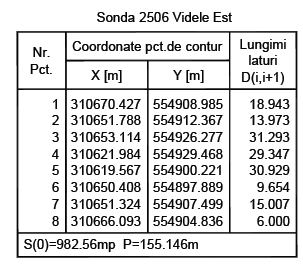 Sonda 2506 Videle Est
Nr. Pct. Coordonate pct.de contur Lungimi laturi D(i,i+1)
X [m] Y [m]
1 310670.427 554908.985 18.943
2 310651.788 554912.367 13.973
3 310653.114 554926.277 31.293
4 310621.984 554929.468 29.347
5 310619.567 554900.221 30.929
6 310650.408 554897.889 9.654
7 310651.324 554907.499 15.007
8 310666.093 554904.836 6.000
S(0)=982.56mp P=155.146m